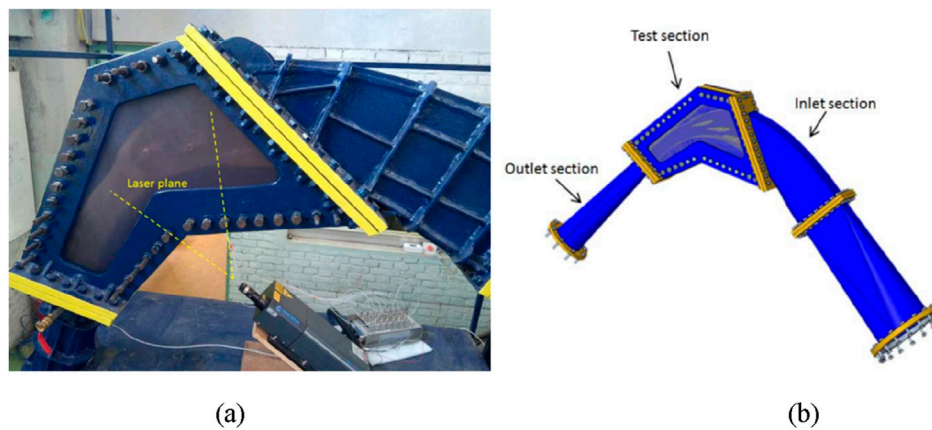 Laser plane
Test section
Inlet section
Outlet section
(a)
(b)